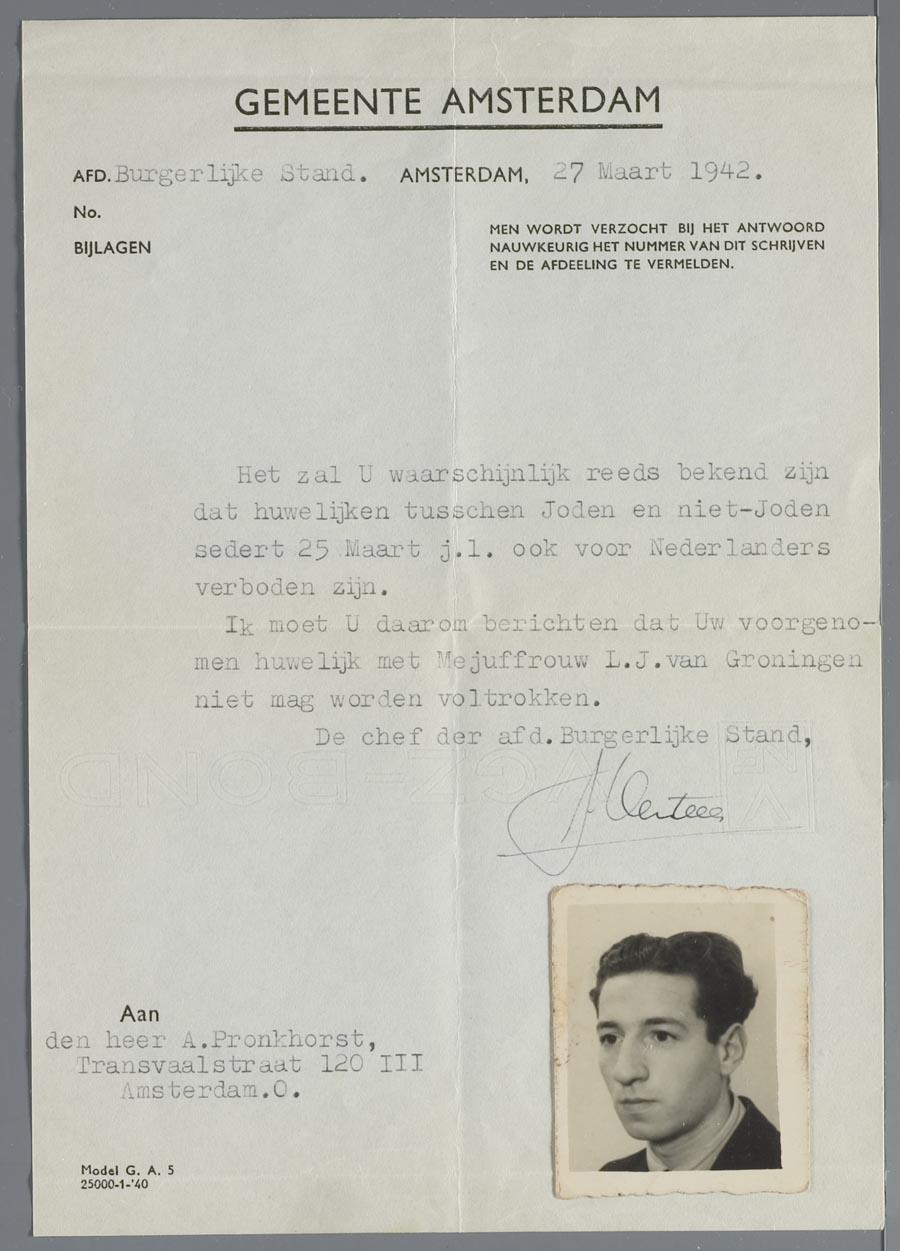 GEMEENTE AMSTERDAM
AFD. Burgerlijke Stand. AMSTERDAM, 27 Maart 1942.
No.
BIJLAGEN
MEN WORDT VERZOCHT BIJ HET ANTWOORD
NAUWKEURIG HET NUMMER VAN DIT SCHRIJVEN
EN DE AFDEELING TE VERMELDEN.
Het zal U waarschijnlijk reeds bekend zijn
dat huwelijken tusschen Joden en niet-Joden
sedert 25 Maart j.l. ook voor Nederlanders
verboden zijn.
Ik moet U daarom berichten dat Uw voorgeno-
men huwelijk met Mejuffrouw L.J.van Groningen
niet mag worden voltrokken.
De chef der afd.Burgerlijke Stand,
Aan
den heer A.Pronkhorst,
Transvaalstraat 120 III
Amsterdam.O.
Model G. A. 5
25000-1-'40